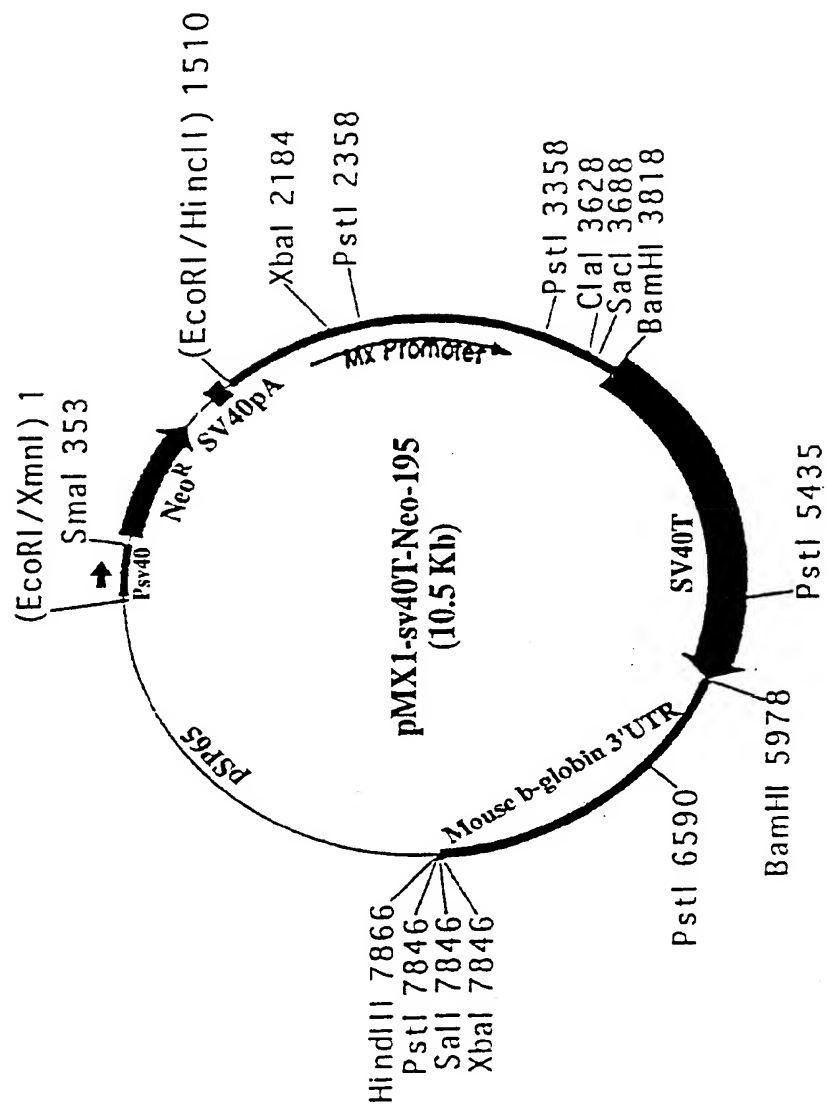 (EcoRI/XmnI) 1
SmaI 353
(EcoRI/HincII) 1510
XbaI 2184
PstI 2358
PstI 3358
ClaI 3628
SacI 3688
BamHI 3818
PstI 5435
BamHI 5978
PstI 6590
HindIII 7866
PstI 7846
SalI 7846
XbaI 7846
Psv40
NeoR
SV40pA
Mx Promoter
SV40T
Mouse b-globin 3'UTR
pSP65
pMX1-sv40T-Neo-195
(10.5 Kb)